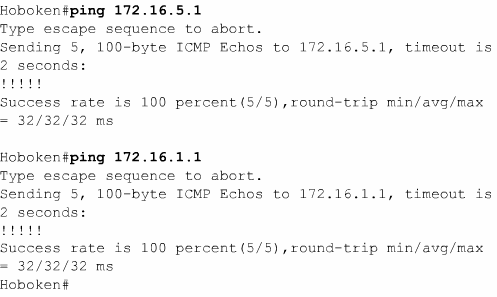 Hoboken#ping 172.16.5.1
Type escape sequence to abort.
Sending 5, 100-byte ICMP Echos to 172.16.5.1, timeout is
2 seconds:
!!!!!
Success rate is 100 percent(5/5),round-trip min/avg/max
= 32/32/32 ms
Hoboken#ping 172.16.1.1
Type escape sequence to abort.
Sending 5, 100-byte ICMP Echos to 172.16.1.1, timeout is
2 seconds:
!!!!!
Success rate is 100 percent(5/5),round-trip min/avg/max
= 32/32/32 ms
Hoboken#